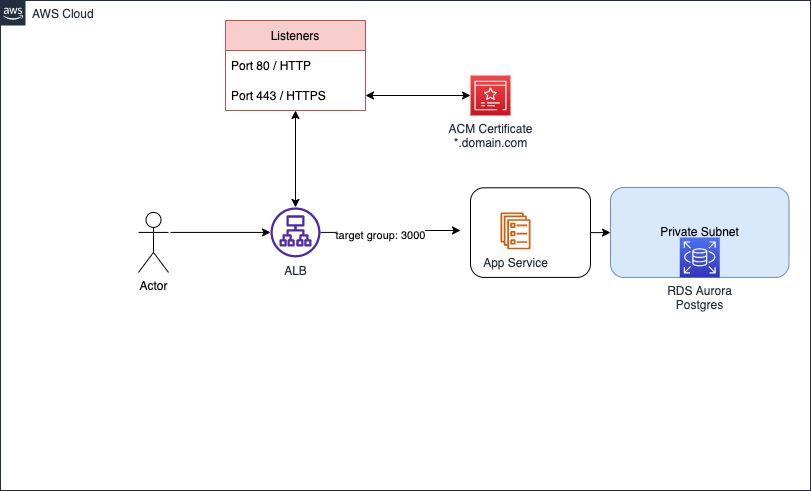 aws
AWS Cloud
Listeners
Port 80 / HTTP
Port 443 / HTTPS
ACM Certificate
*.domain.com
target group: 3000
Private Subnet
App Service
ALB
Actor
RDS Aurora
Postgres